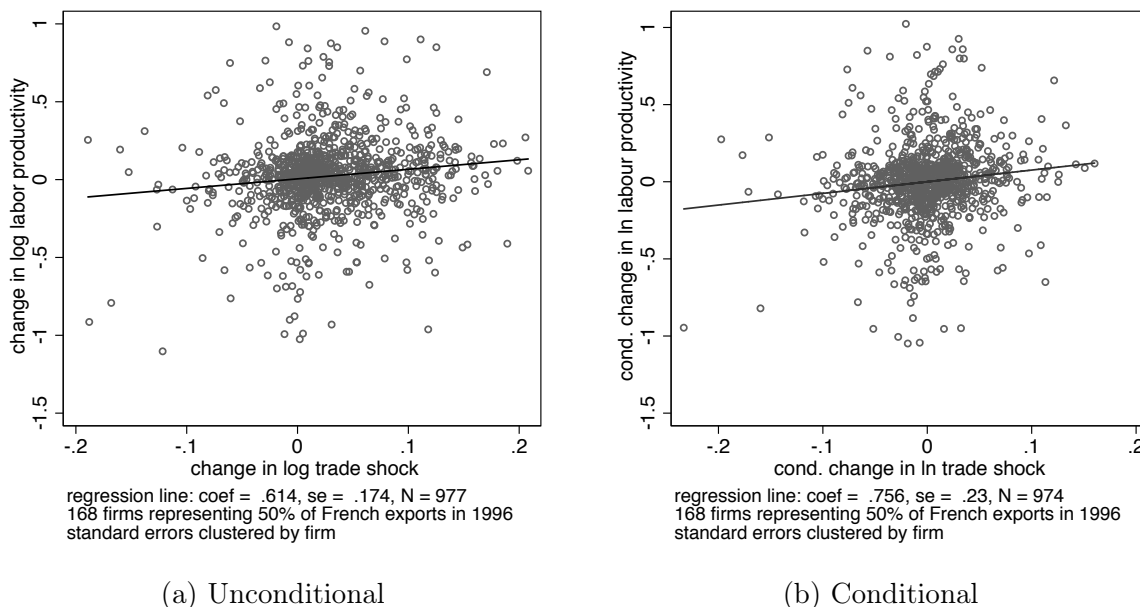 change in log labor productivity
1
.5
0
-.5
-1
-1.5
-.2
-.1
0
.1
.2
change in log trade shock
regression line: coef = .614, se = .174, N = 977
168 firms representing 50% of French exports in 1996
standard errors clustered by firm
(a) Unconditional
cond. change in ln labour productivity
1
.5
0
-.5
-1
-1.5
-.2
-.1
0
.1
.2
cond. change in ln trade shock
regression line: coef = .756, se = .23, N = 974
168 firms representing 50% of French exports in 1996
standard errors clustered by firm
(b) Conditional